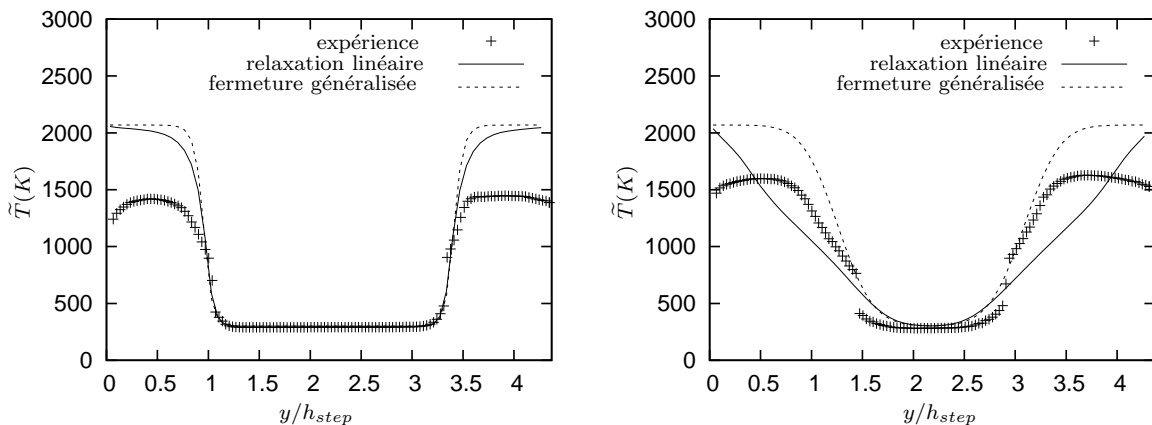 3000
2500
2000
1500
1000
500
0
T̃(K)
expérience
relaxation linéaire
fermeture généralisée
0 0.5 1 1.5 2 2.5 3 3.5 4
y/h_step
3000
2500
2000
1500
1000
500
0
T̃(K)
expérience
relaxation linéaire
fermeture généralisée
0 0.5 1 1.5 2 2.5 3 3.5 4
y/h_step